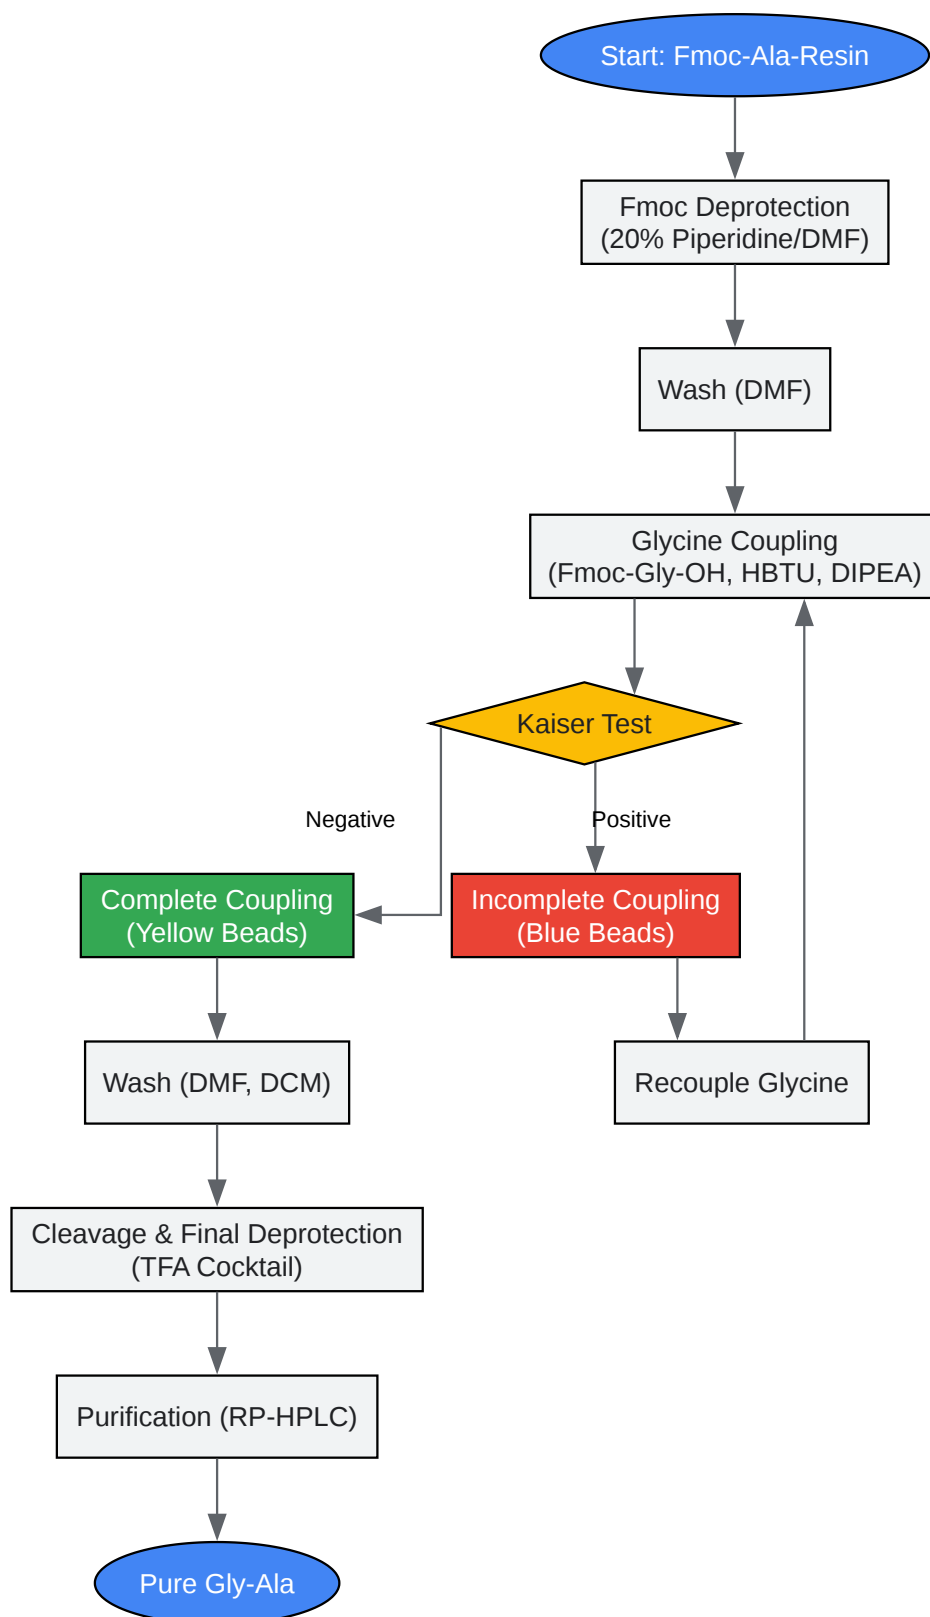 Start: Fmoc-Ala-Resin
Fmoc Deprotection
(20% Piperidine/DMF)
Wash (DMF)
Glycine Coupling
(Fmoc-Gly-OH, HBTU, DIPEA)
Kaiser Test
Negative
Positive
Complete Coupling
(Yellow Beads)
Incomplete Coupling
(Blue Beads)
Wash (DMF, DCM)
Recouple Glycine
Cleavage & Final Deprotection
(TFA Cocktail)
Purification (RP-HPLC)
Pure Gly-Ala